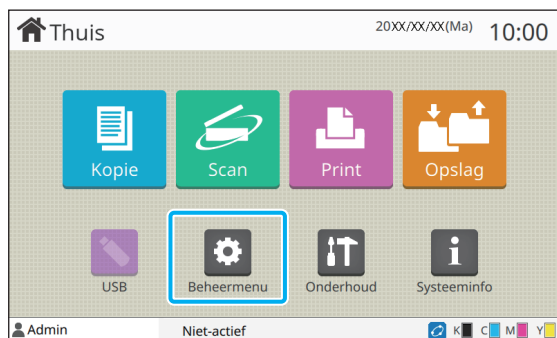 Thuis
20XX/XX/XX(Ma) 10:00
Kopie Scan Print Opslag
USB Beheermenu Onderhoud Systeeminfo
Admin Niet-actief K C M Y